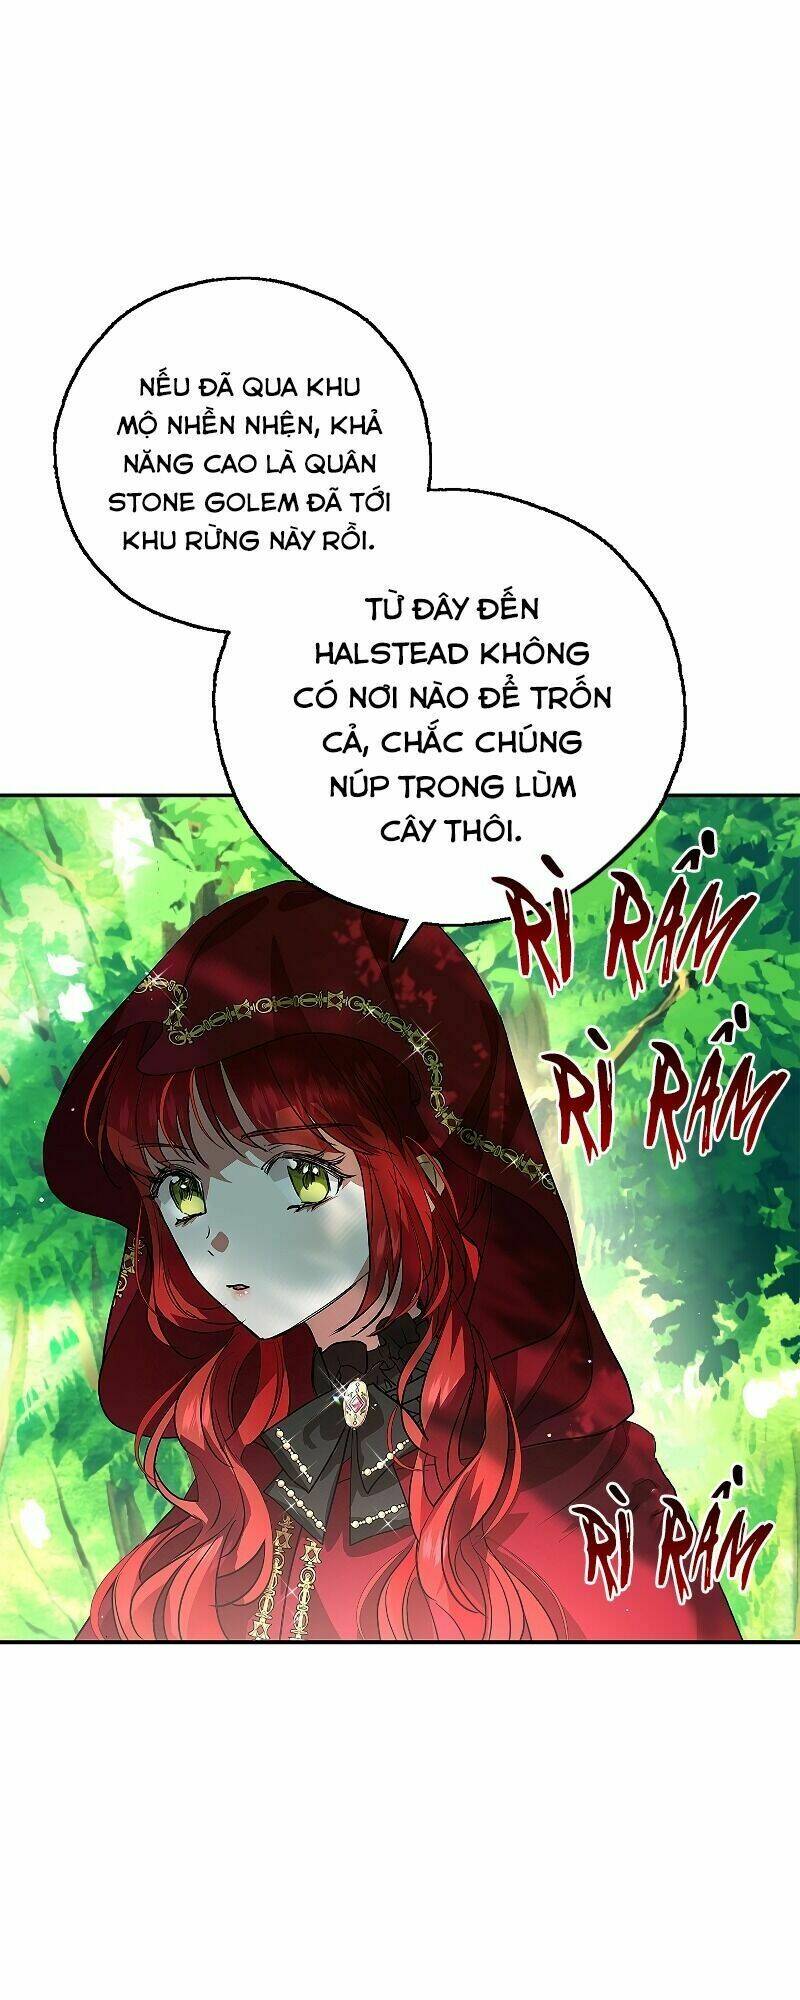 NẾU ĐÃ QUA KHU
MỘ NHỀN NHỆN, KHẢ
NĂNG CAO LÀ QUÂN
STONE GOLEM ĐÃ TỚI
KHU RỪNG NÀY RỒI.
TỪ ĐÂY ĐẾN
HALSTEAD KHÔNG
CÓ NƠI NÀO ĐỂ TRỐN
CẢ, CHẮC CHÚNG
NÚP TRONG LÙM
CÂY THÔI.
RÌ RẦM
RÌ RẦM
RÌ RẦM